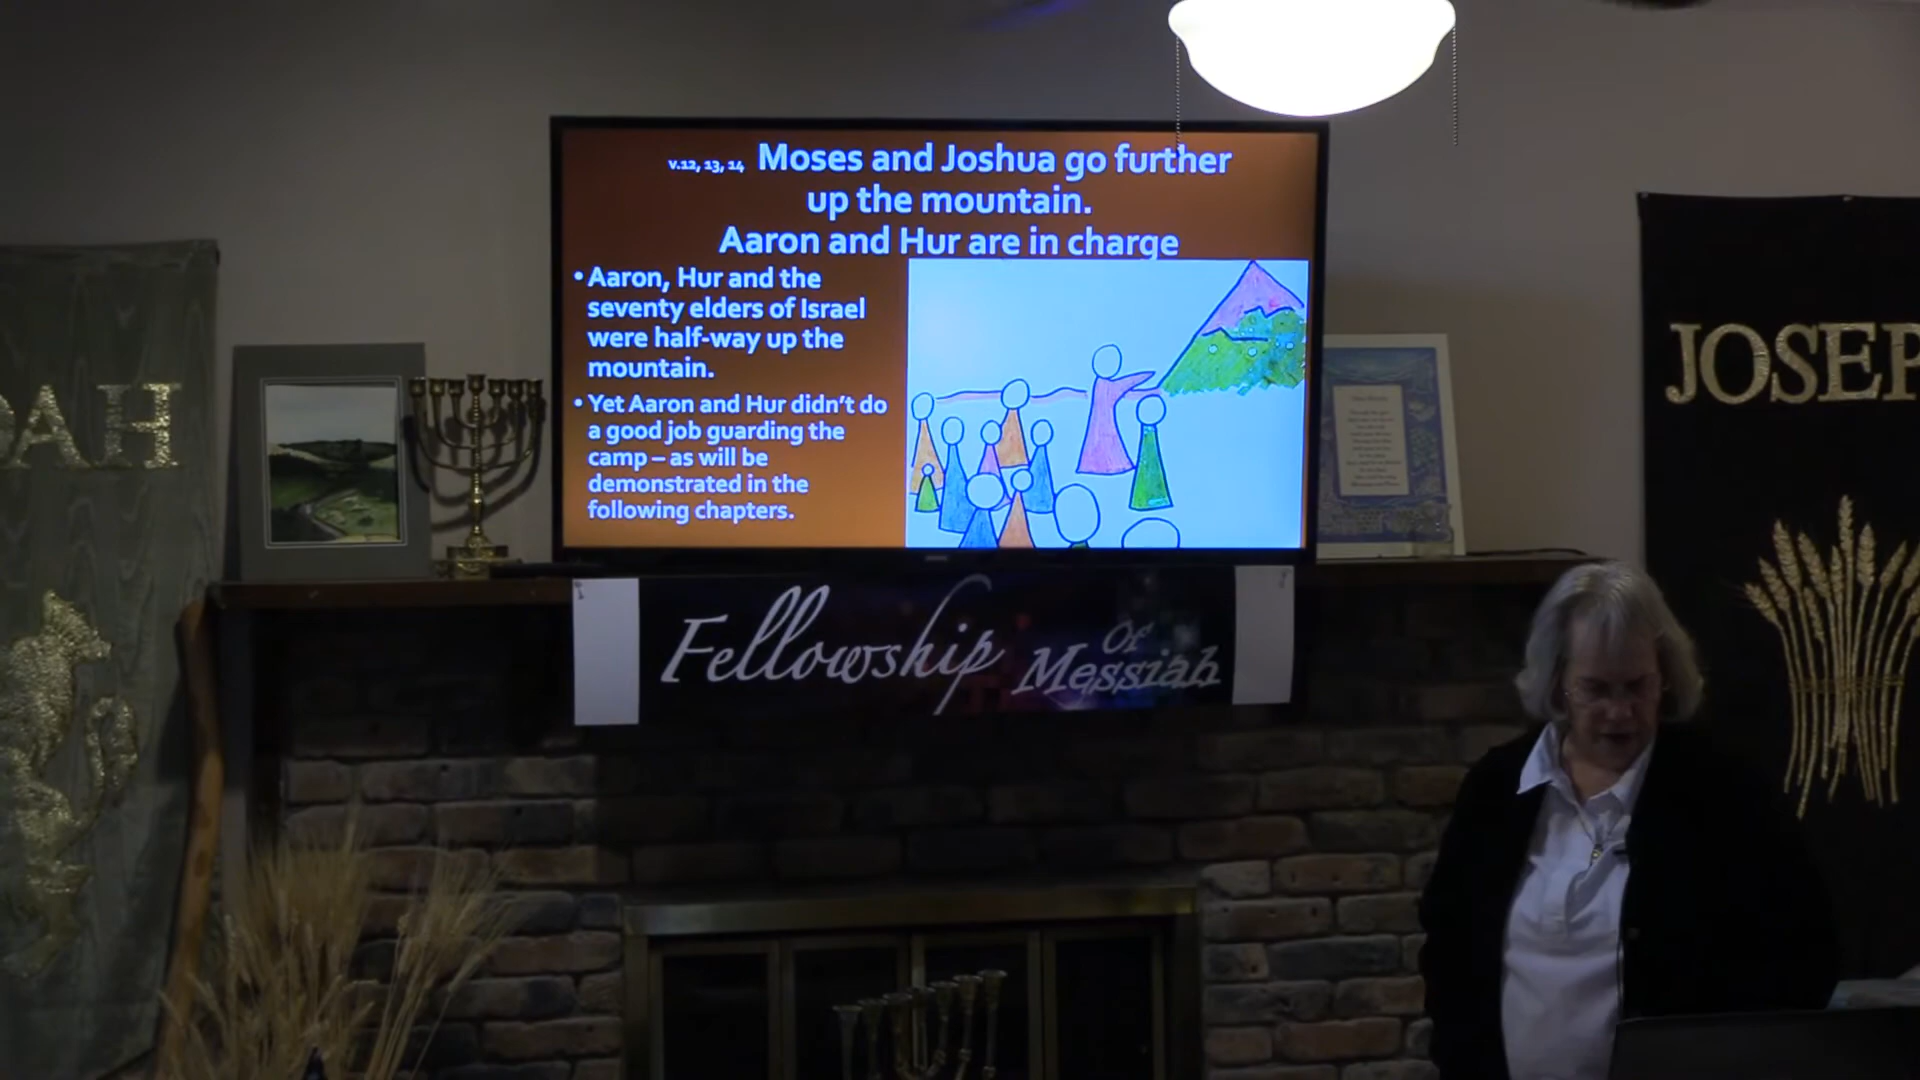 v.12, 13, 14 Moses and Joshua go further
up the mountain.
Aaron and Hur are in charge
• Aaron, Hur and the
seventy elders of Israel
were half-way up the
mountain.
• Yet Aaron and Hur didn't do
a good job guarding the
camp – as will be
demonstrated in the
following chapters.
Fellowship Of
Messiah
DAH
JOSEP